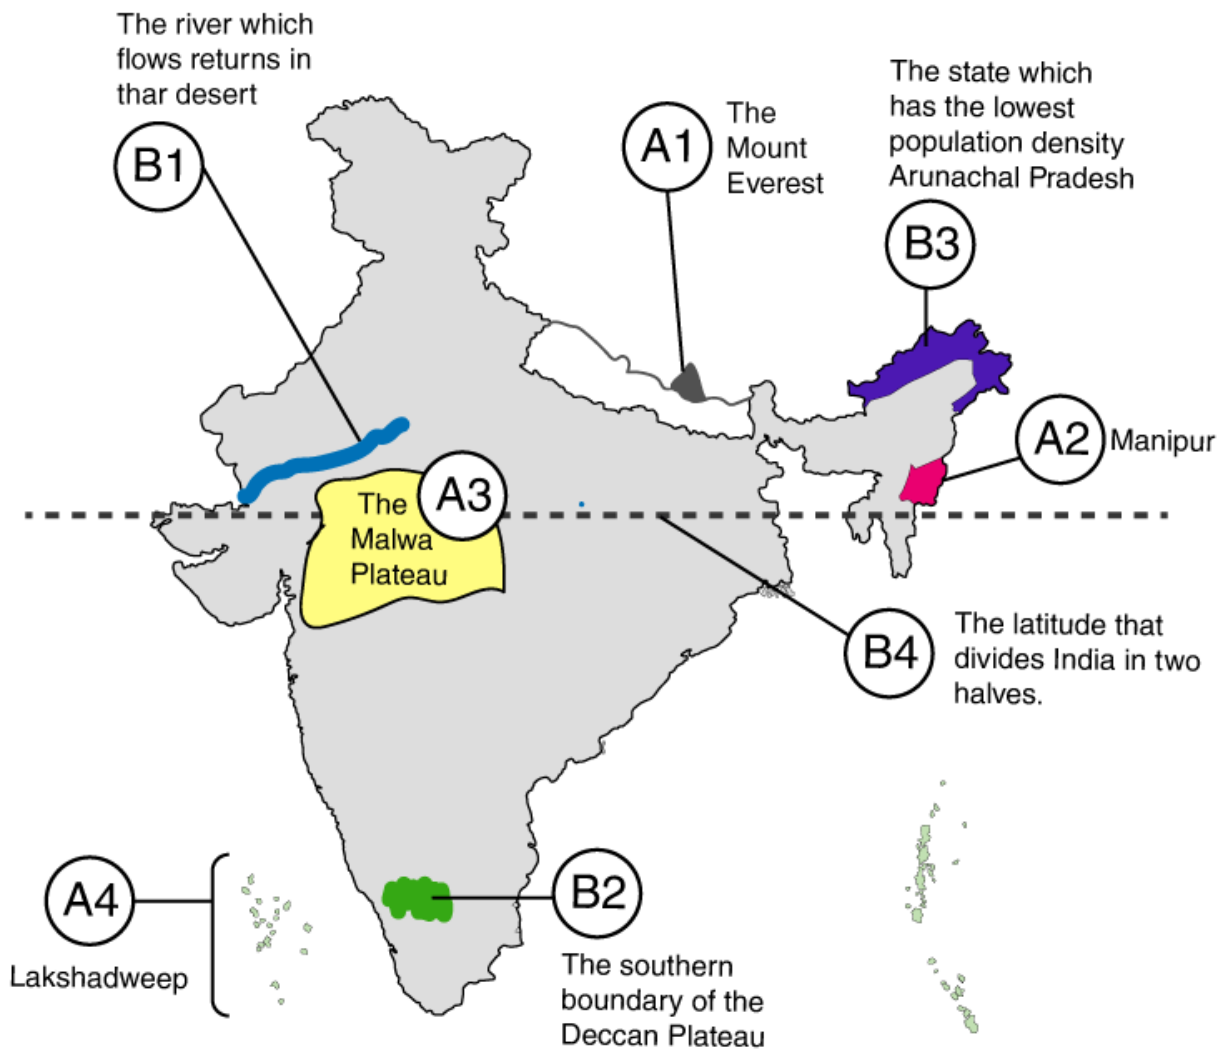 The river which
flows returns in
thar desert
B1
A1
The
Mount
Everest
The state which
has the lowest
population density
Arunachal Pradesh
B3
A2
Manipur
A3
The
Malwa
Plateau
B4
The latitude that
divides India in two
halves.
A4
Lakshadweep
B2
The southern
boundary of the
Deccan Plateau